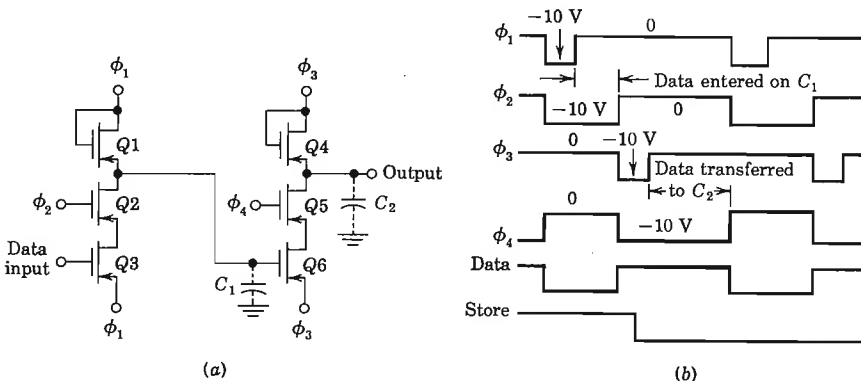 ϕ1
ϕ3
Q1
Q4
Output
ϕ2
Q2
ϕ4
Q5
C2
Data
input
Q3
Q6
C1
ϕ1
ϕ3
(a)
−10 V
0
ϕ1
Data entered on C1
ϕ2
−10 V
0
0
−10 V
ϕ3
Data transferred
to C2
0
−10 V
ϕ4
Data
Store
(b)